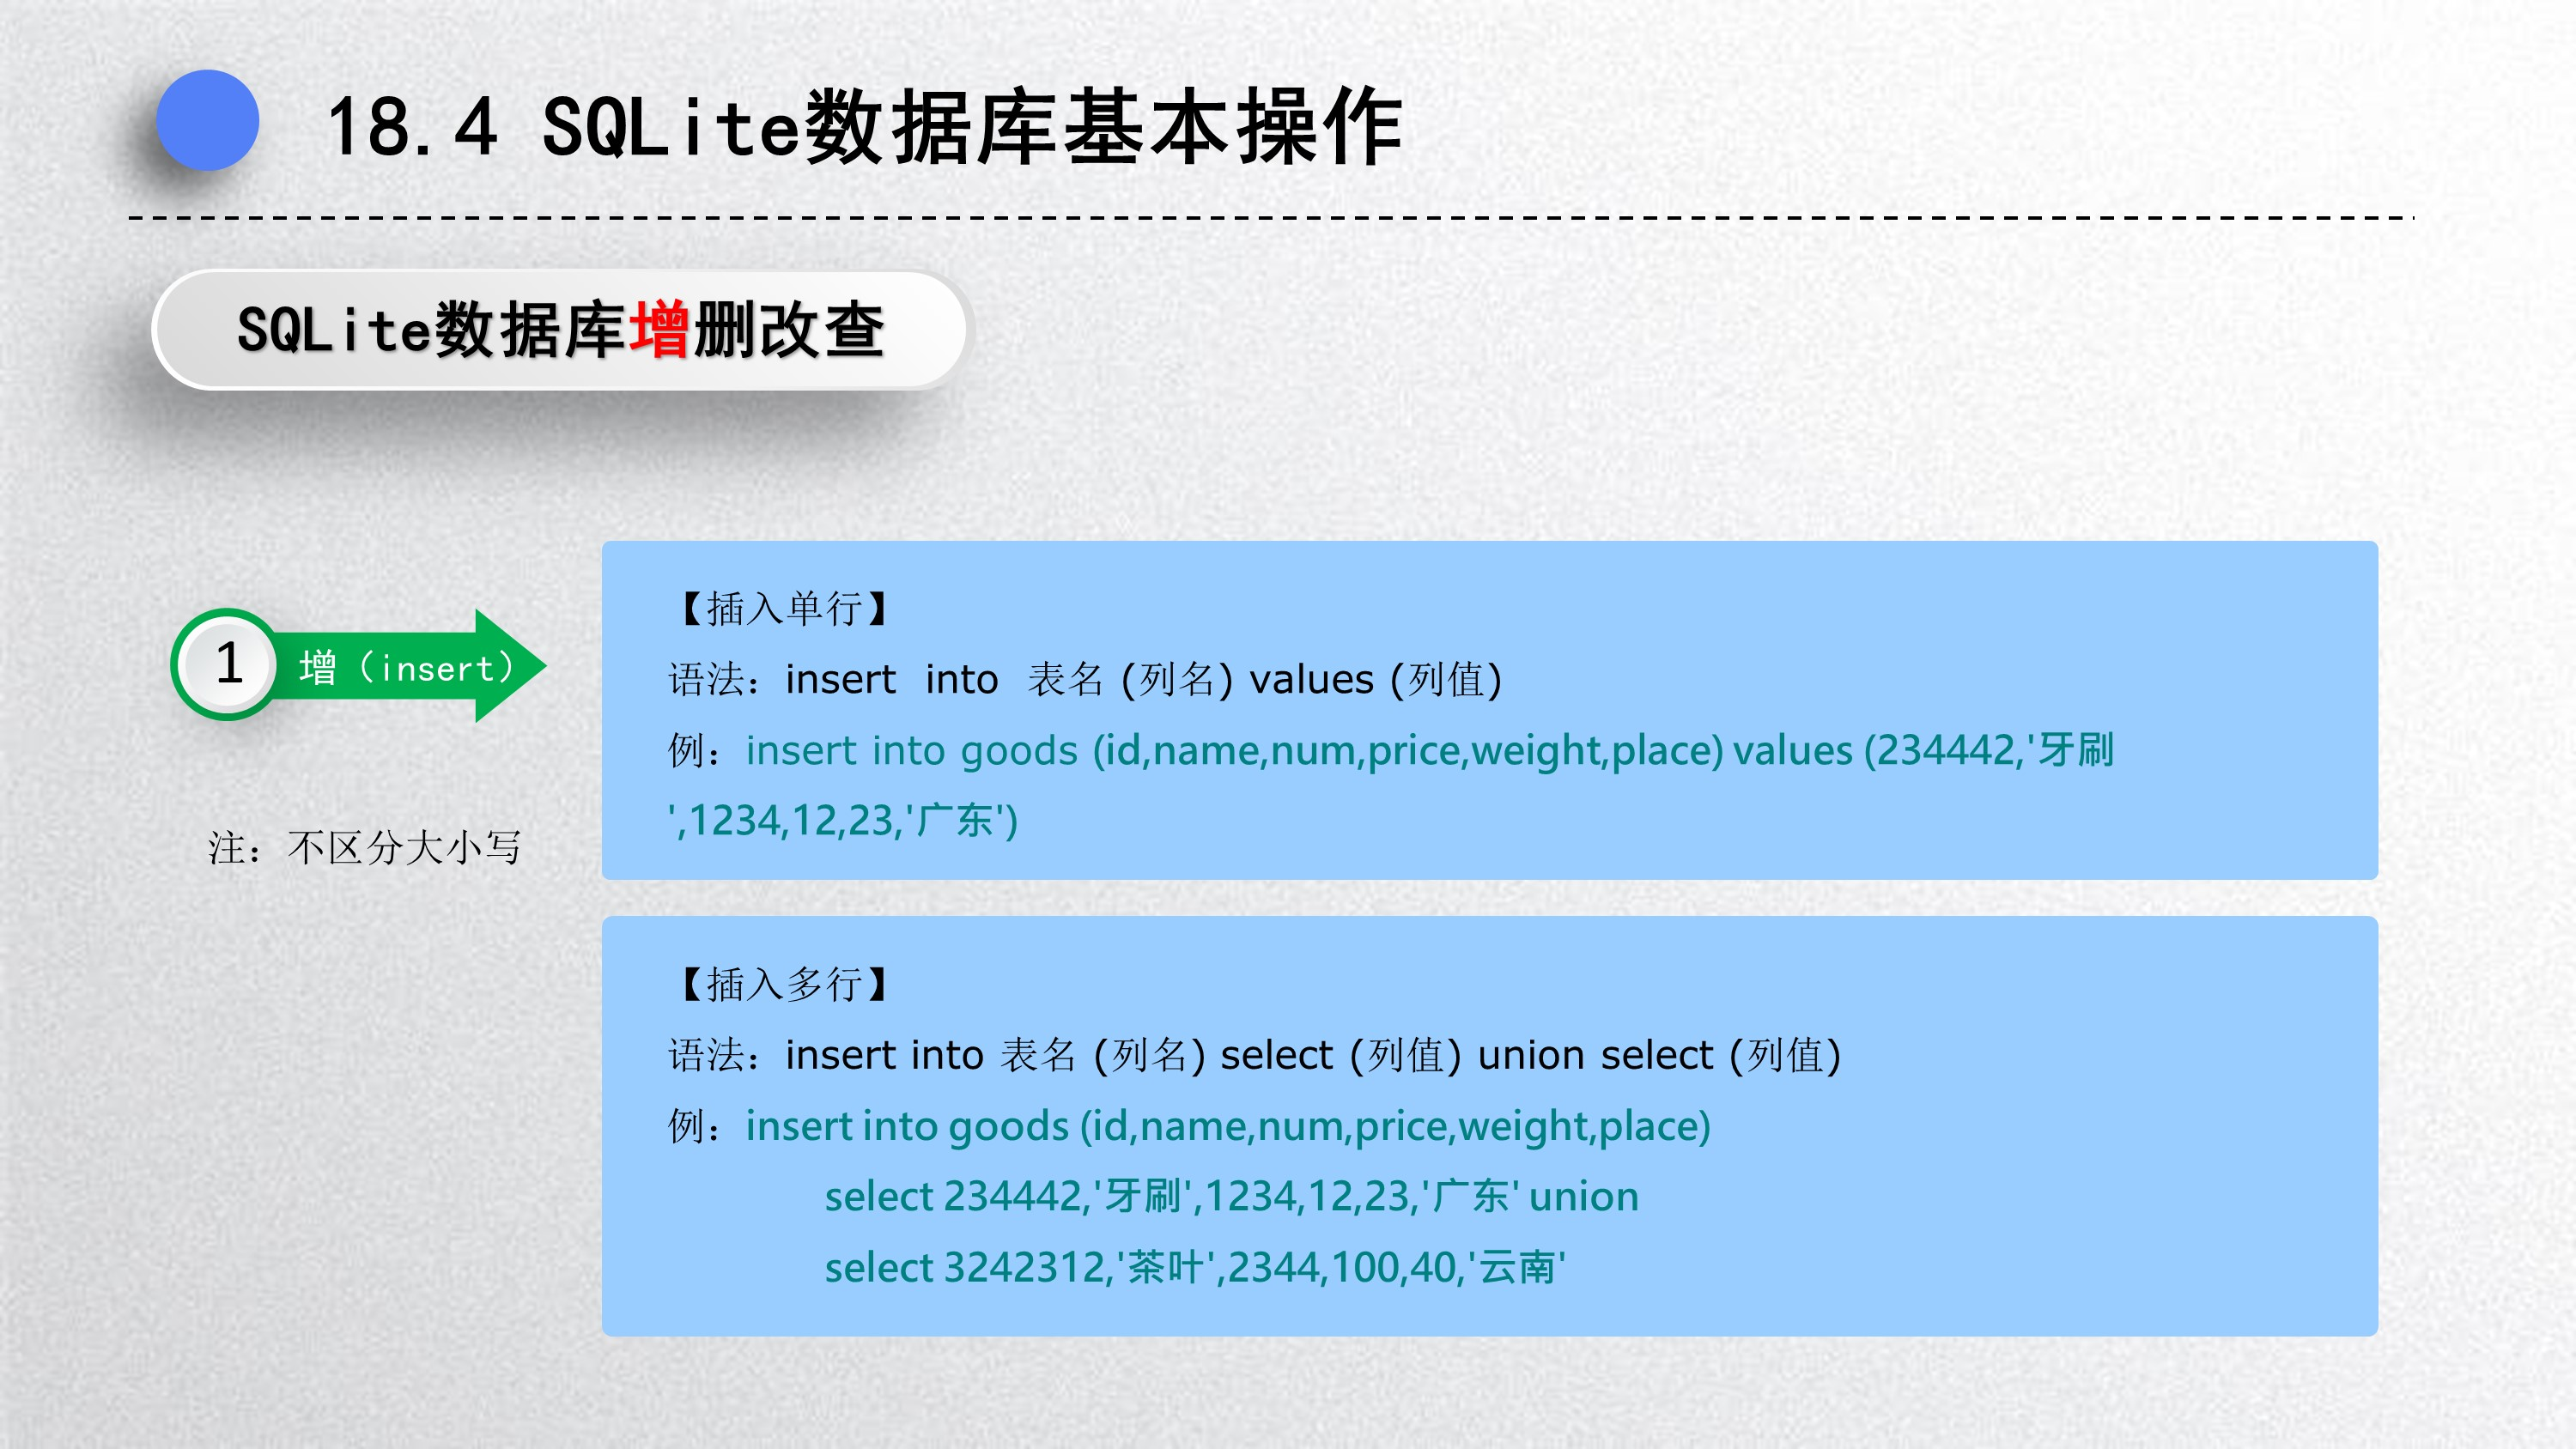 18.4 SQLite数据库基本操作
SQLite数据库增删改查
1
增（insert）
注：不区分大小写
【插入单行】
语法：insert  into  表名 (列名) values (列值)
例：insert into goods (id,name,num,price,weight,place) values (234442,'牙刷
',1234,12,23,'广东')
【插入多行】
语法：insert into 表名 (列名) select (列值) union select (列值)
例：insert into goods (id,name,num,price,weight,place)
select 234442,'牙刷',1234,12,23,'广东' union
select 3242312,'茶叶',2344,100,40,'云南'